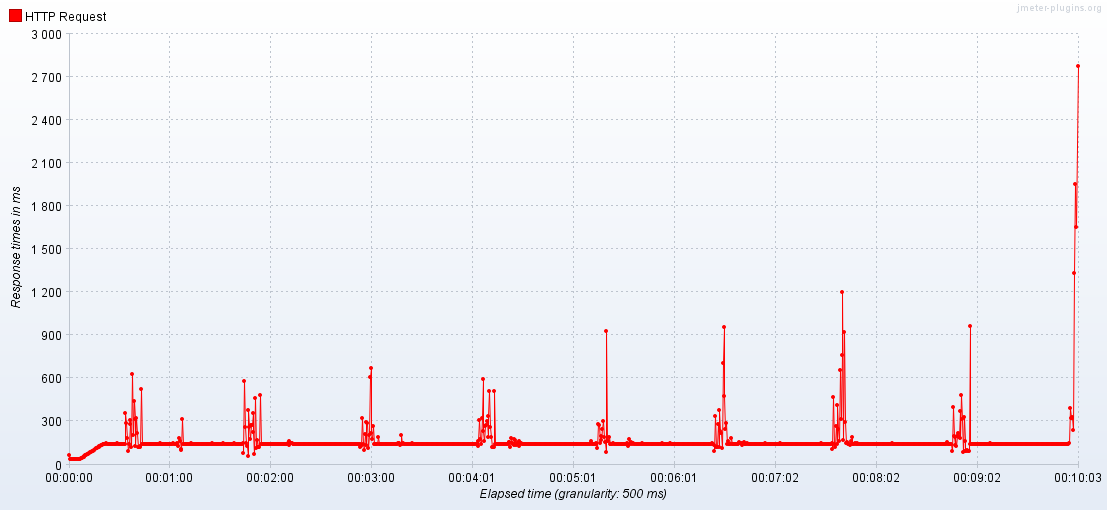 jmeter-plugins.org
HTTP Request
3 000
2 700
2 400
2 100
1 800
1 500
1 200
900
600
300
0
Response times in ms
00:00:00 00:01:00 00:02:00 00:03:00 00:04:01 00:05:01 00:06:01 00:07:02 00:08:02 00:09:02 00:10:03
Elapsed time (granularity: 500 ms)